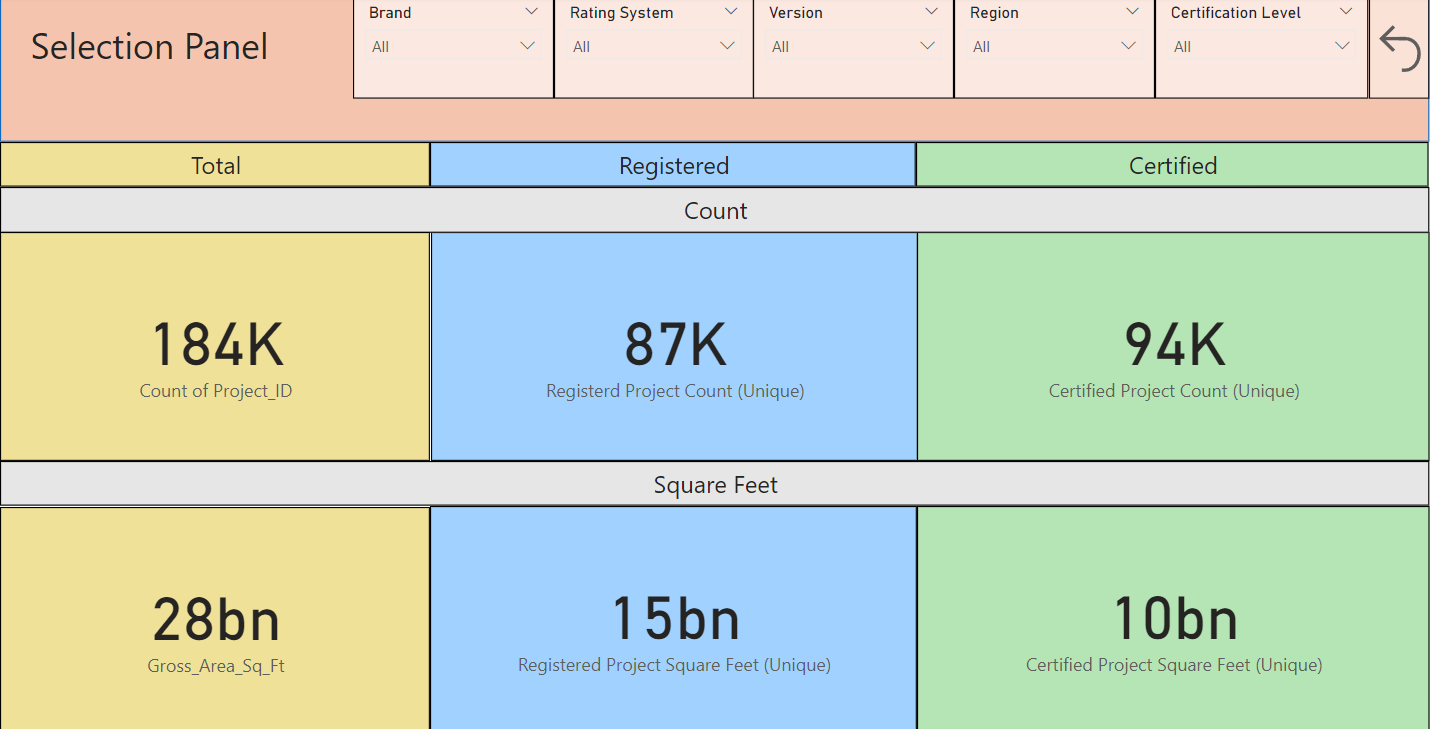 Selection Panel
Brand
All
Rating System
All
Version
All
Region
All
Certification Level
All
Total
Registered
Certified
Count
184K
Count of Project_ID
87K
Registerd Project Count (Unique)
94K
Certified Project Count (Unique)
Square Feet
28bn
Gross_Area_Sq_Ft
15bn
Registered Project Square Feet (Unique)
10bn
Certified Project Square Feet (Unique)